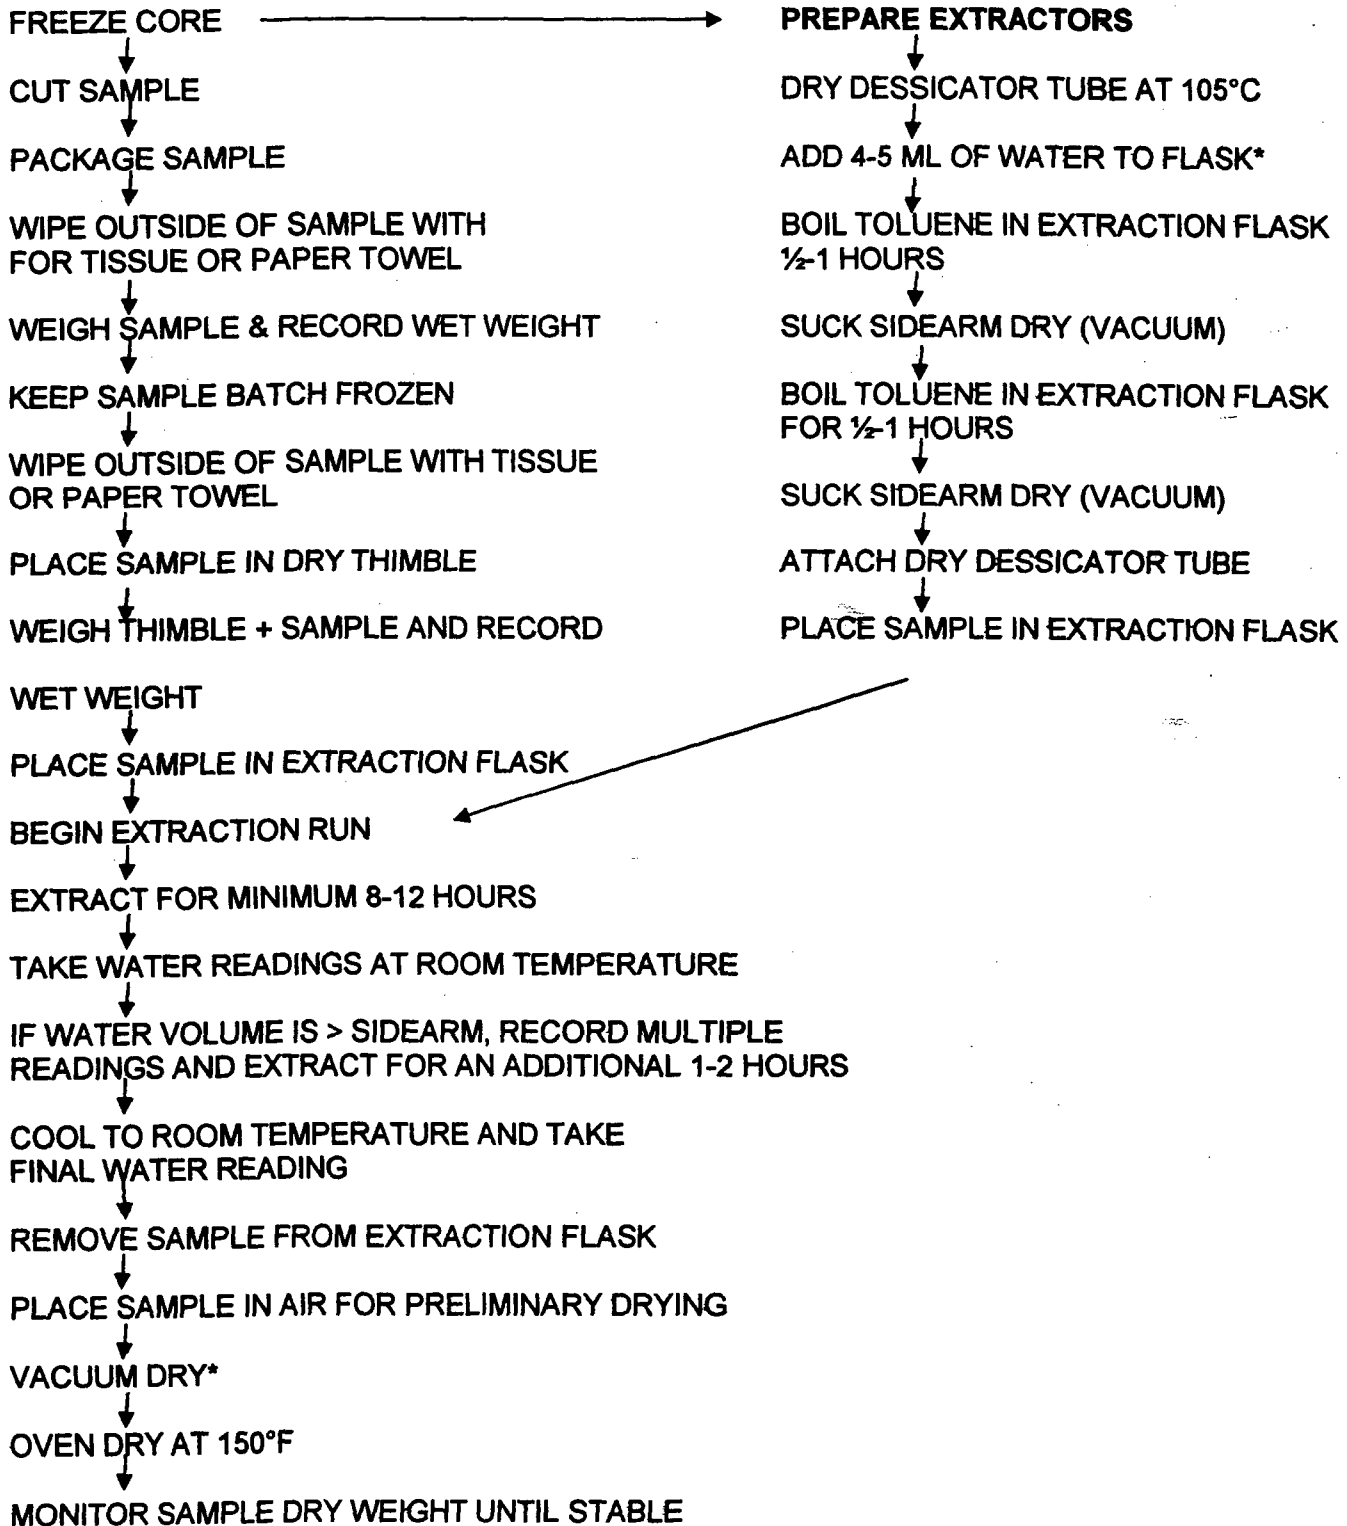 FREEZE CORE
CUT SAMPLE
PACKAGE SAMPLE
WIPE OUTSIDE OF SAMPLE WITH
FOR TISSUE OR PAPER TOWEL
WEIGH SAMPLE & RECORD WET WEIGHT
KEEP SAMPLE BATCH FROZEN
WIPE OUTSIDE OF SAMPLE WITH TISSUE
OR PAPER TOWEL
PLACE SAMPLE IN DRY THIMBLE
WEIGH THIMBLE + SAMPLE AND RECORD
WET WEIGHT
PLACE SAMPLE IN EXTRACTION FLASK
BEGIN EXTRACTION RUN
EXTRACT FOR MINIMUM 8-12 HOURS
TAKE WATER READINGS AT ROOM TEMPERATURE
IF WATER VOLUME IS > SIDEARM, RECORD MULTIPLE
READINGS AND EXTRACT FOR AN ADDITIONAL 1-2 HOURS
COOL TO ROOM TEMPERATURE AND TAKE
FINAL WATER READING
REMOVE SAMPLE FROM EXTRACTION FLASK
PLACE SAMPLE IN AIR FOR PRELIMINARY DRYING
VACUUM DRY*
OVEN DRY AT 150°F
MONITOR SAMPLE DRY WEIGHT UNTIL STABLE
PREPARE EXTRACTORS
DRY DESSICATOR TUBE AT 105°C
ADD 4-5 ML OF WATER TO FLASK*
BOIL TOLUENE IN EXTRACTION FLASK
½-1 HOURS
SUCK SIDEARM DRY (VACUUM)
BOIL TOLUENE IN EXTRACTION FLASK
FOR ½-1 HOURS
SUCK SIDEARM DRY (VACUUM)
ATTACH DRY DESSICATOR TUBE
PLACE SAMPLE IN EXTRACTION FLASK